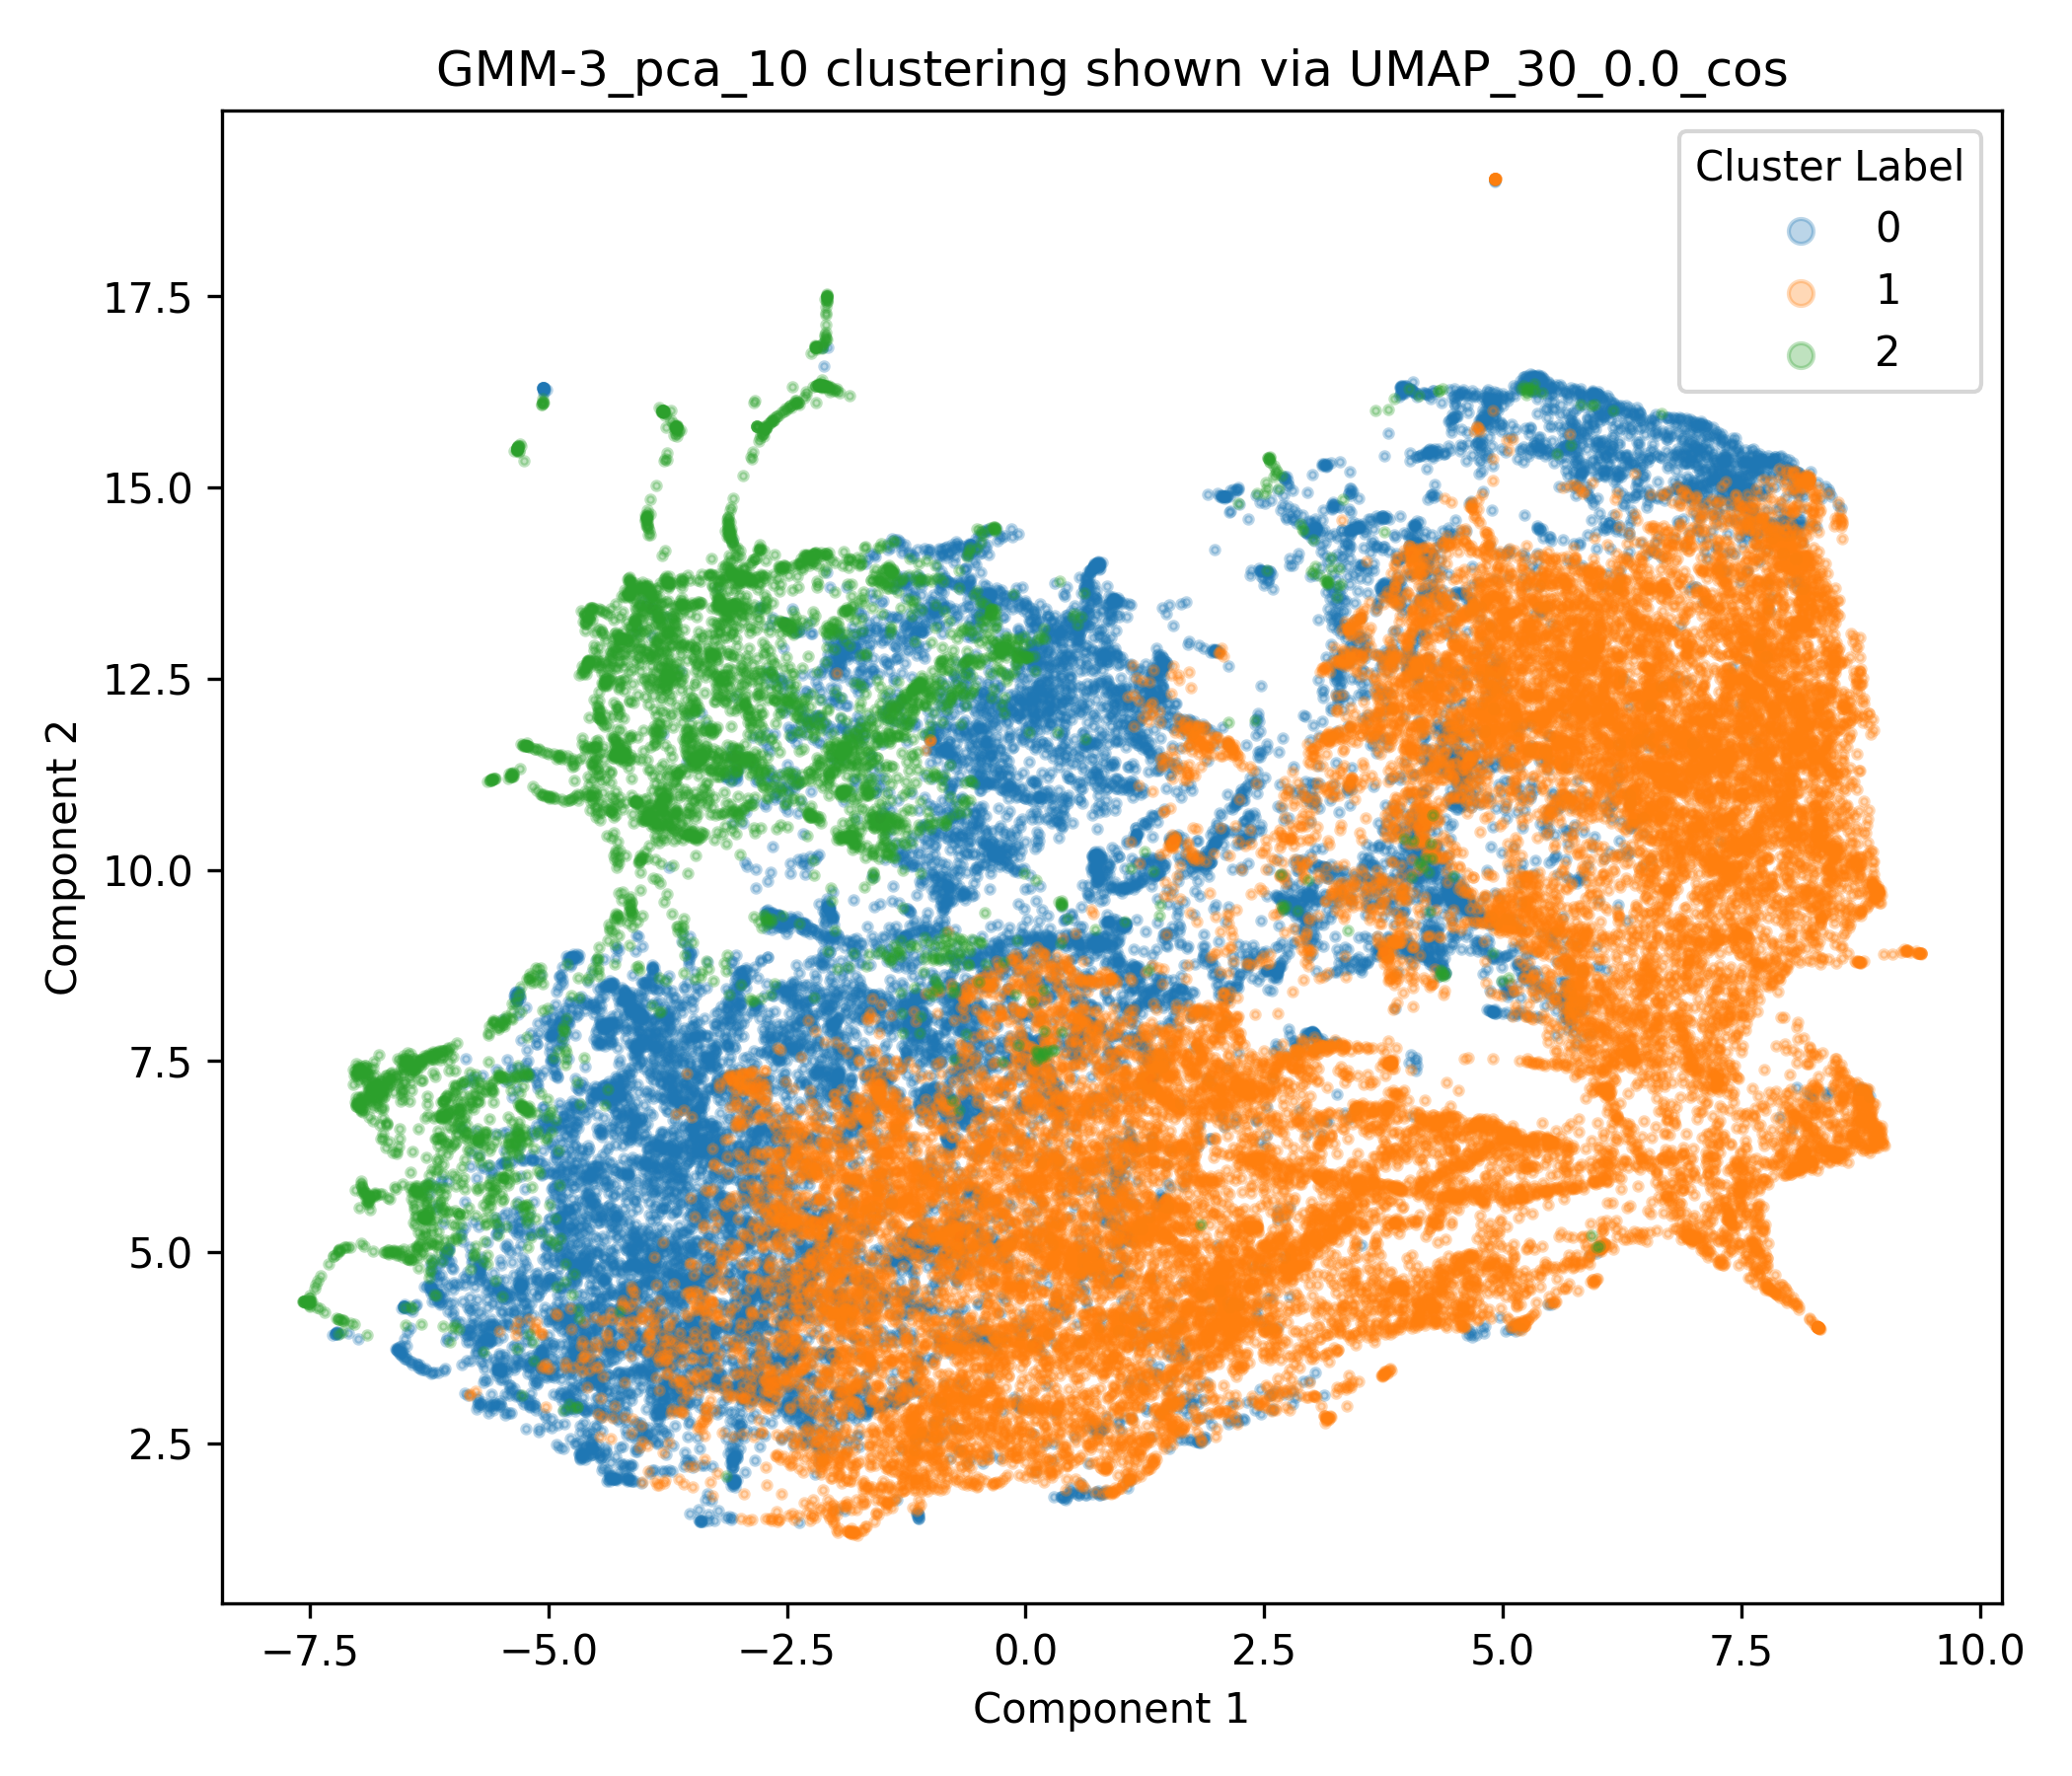 GMM-3_pca_10 clustering shown via UMAP_30_0.0_cos
Cluster Label
0
1
2
17.5
15.0
12.5
10.0
7.5
5.0
2.5
Component 2
−7.5 −5.0 −2.5 0.0 2.5 5.0 7.5 10.0
Component 1